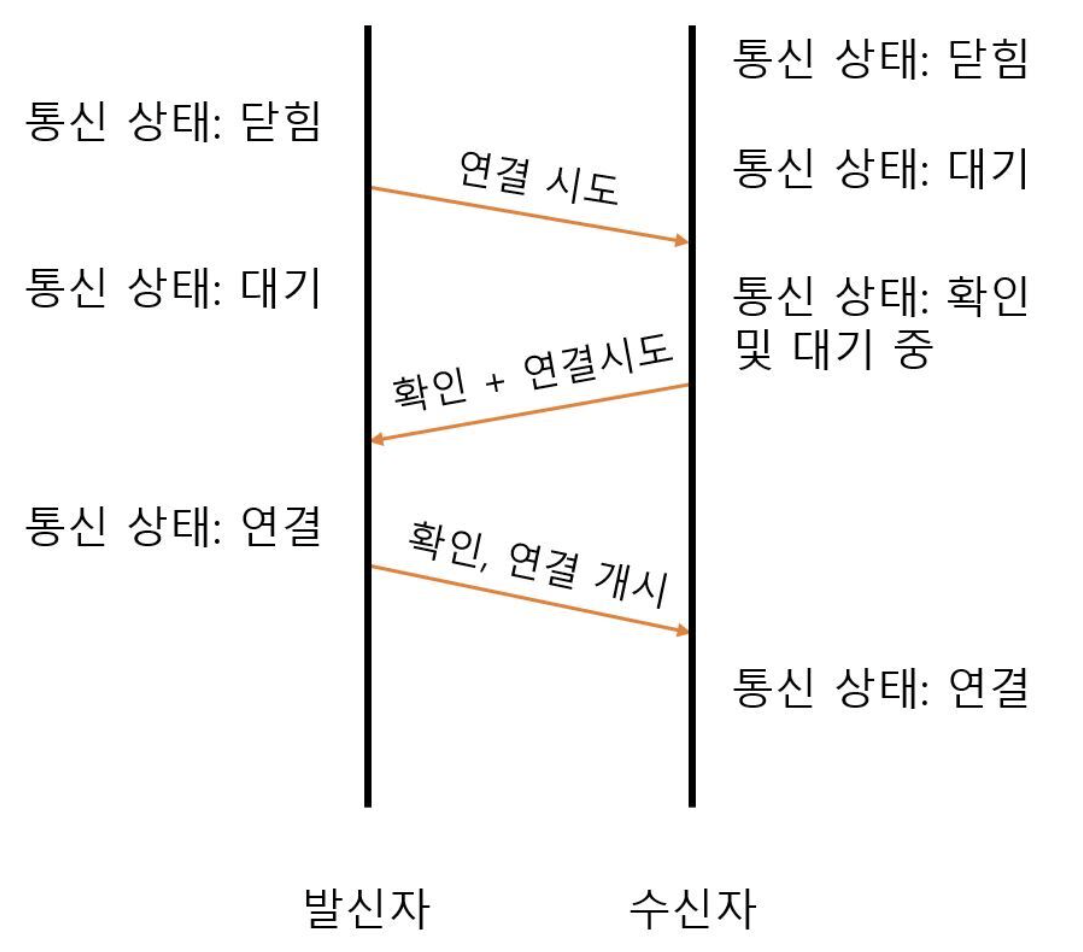 통신 상태: 닫힘
통신 상태: 닫힘
통신 상태: 대기
연결 시도
통신 상태: 대기
통신 상태: 확인
및 대기 중
확인 + 연결시도
통신 상태: 연결
확인, 연결 개시
통신 상태: 연결
발신자
수신자